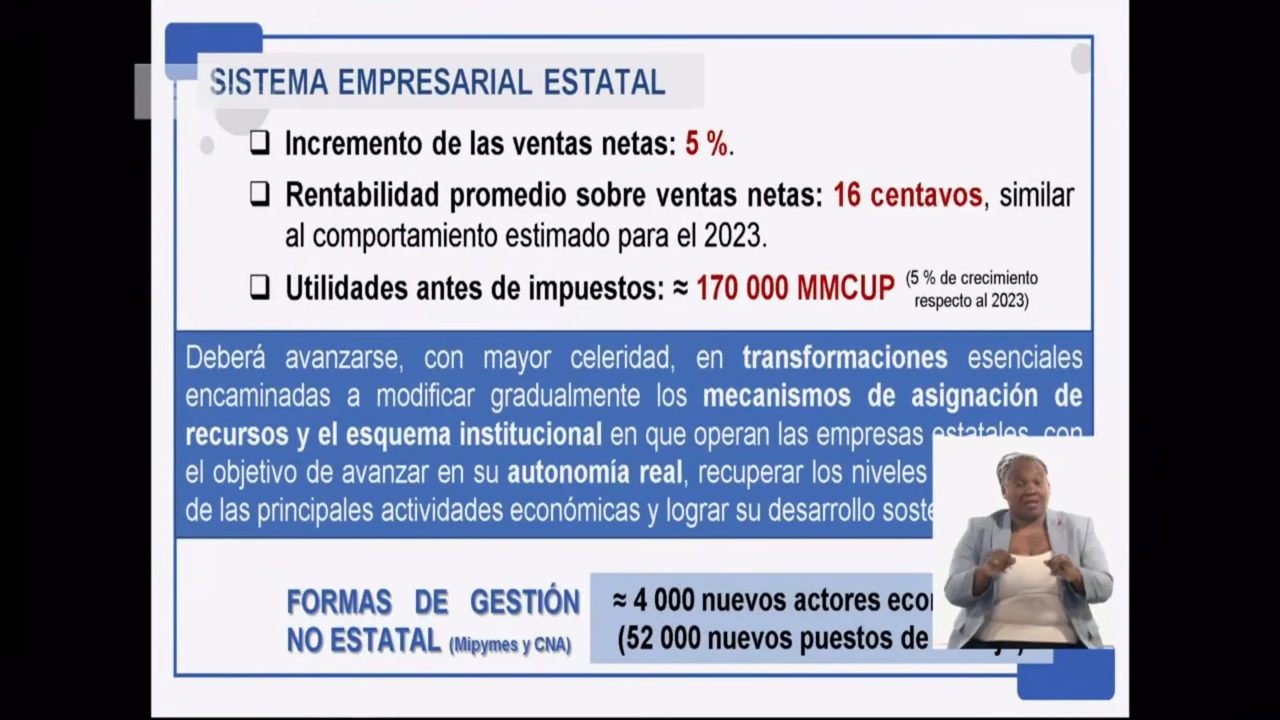 SISTEMA EMPRESARIAL ESTATAL
❑ Incremento de las ventas netas: 5 %.
❑ Rentabilidad promedio sobre ventas netas: 16 centavos, similar
al comportamiento estimado para el 2023.
❑ Utilidades antes de impuestos: ≈ 170 000 MMCUP (5 % de crecimiento
respecto al 2023)
Deberá avanzarse, con mayor celeridad, en transformaciones esenciales
encaminadas a modificar gradualmente los mecanismos de asignación de
recursos y el esquema institucional en que operan las empresas estatales, con
el objetivo de avanzar en su autonomía real, recuperar los niveles
de las principales actividades económicas y lograr su desarrollo
FORMAS DE GESTIÓN
NO ESTATAL (Mipymes y CNA)
≈ 4 000 nuevos actores
(52 000 nuevos puestos de